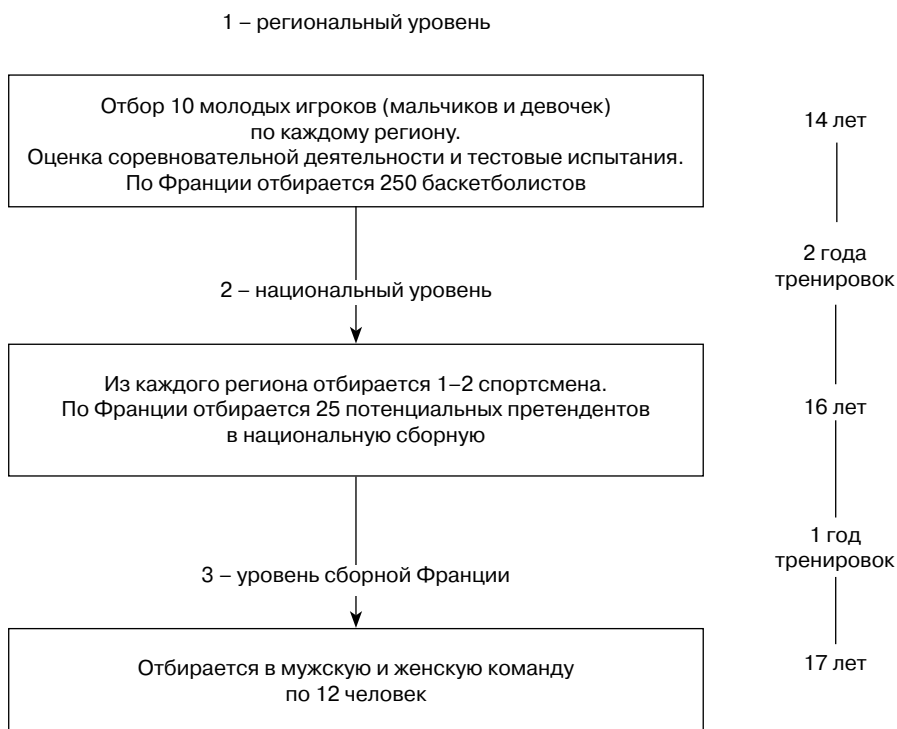 1 – региональный уровень
Отбор 10 молодых игроков (мальчиков и девочек)
по каждому региону.
Оценка соревновательной деятельности и тестовые испытания.
По Франции отбирается 250 баскетболистов
14 лет
2 года
тренировок
2 – национальный уровень
Из каждого региона отбирается 1–2 спортсмена.
По Франции отбирается 25 потенциальных претендентов
в национальную сборную
16 лет
1 год
тренировок
3 – уровень сборной Франции
Отбирается в мужскую и женскую команду
по 12 человек
17 лет